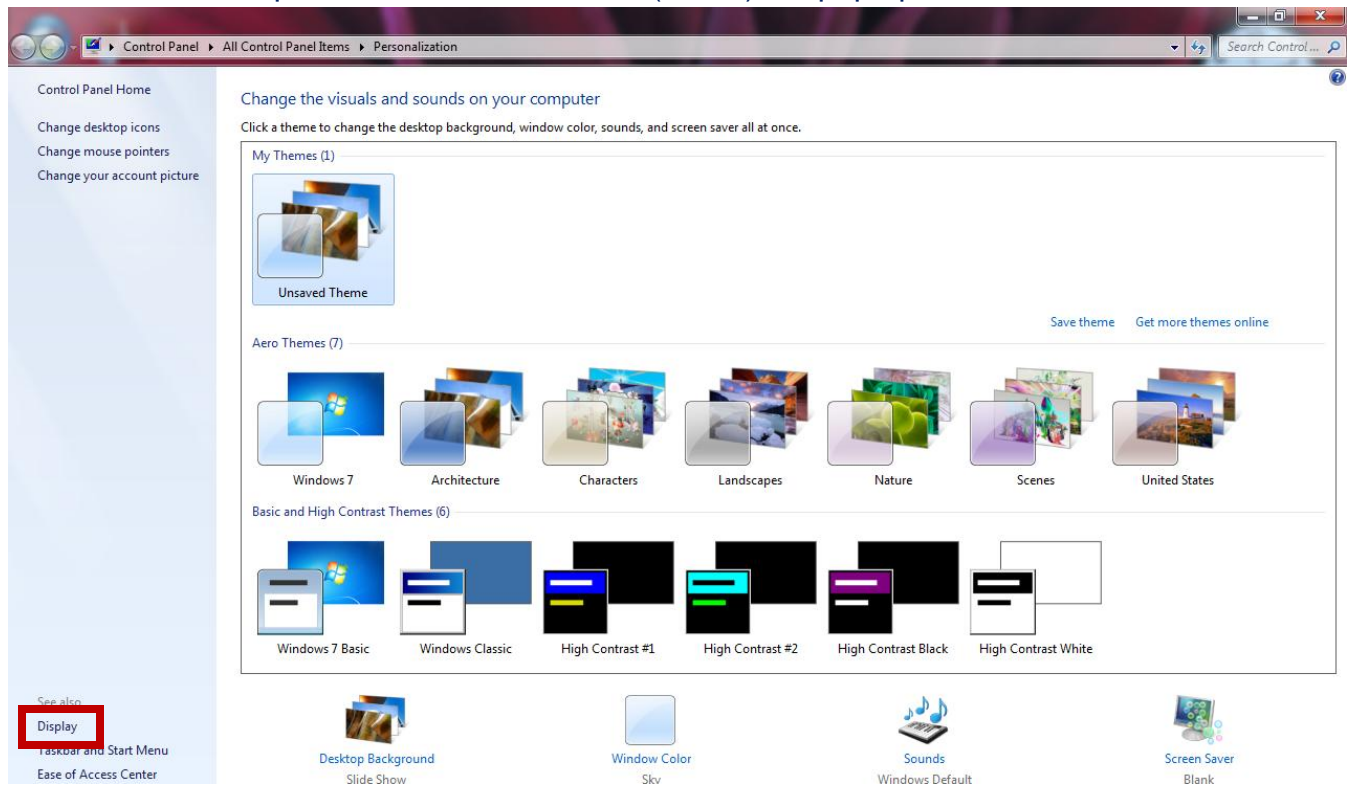 Control Panel ▸ All Control Panel Items ▸ Personalization
Search Control ...
Control Panel Home
Change desktop icons
Change mouse pointers
Change your account picture
Change the visuals and sounds on your computer
Click a theme to change the desktop background, window color, sounds, and screen saver all at once.
My Themes (1)
Unsaved Theme
Save theme Get more themes online
Aero Themes (7)
Windows 7 Architecture Characters Landscapes Nature Scenes United States
Basic and High Contrast Themes (6)
Windows 7 Basic Windows Classic High Contrast #1 High Contrast #2 High Contrast Black High Contrast White
See also
Display
Taskbar and Start Menu
Ease of Access Center
Desktop Background Window Color Sounds Screen Saver
Slide Show Sky Windows Default Blank